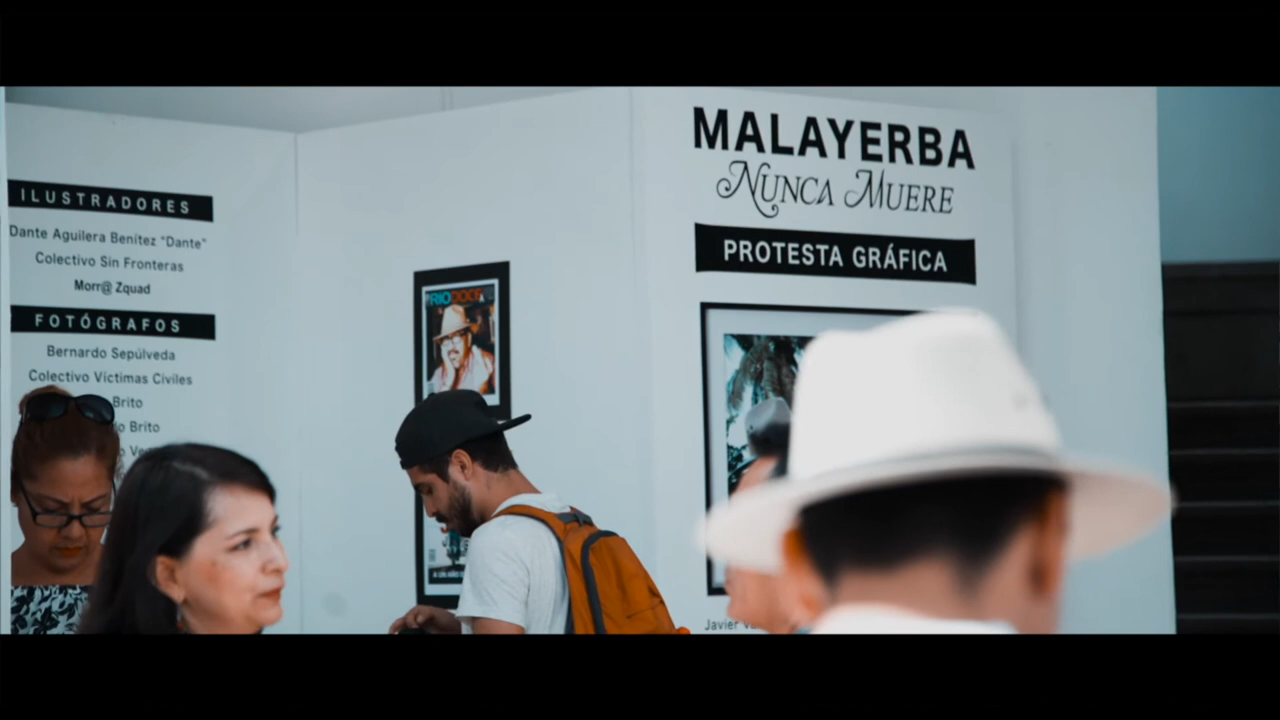 ILUSTRADORES
Dante Aguilera Benítez "Dante"
Colectivo Sin Fronteras
Morr@ Zquad
FOTÓGRAFOS
Bernardo Sepúlveda
Colectivo Víctimas Civiles
Brito
Brito
RIODOCE
MALAYERBA
NUNCA MUERE
PROTESTA GRÁFICA
Javier